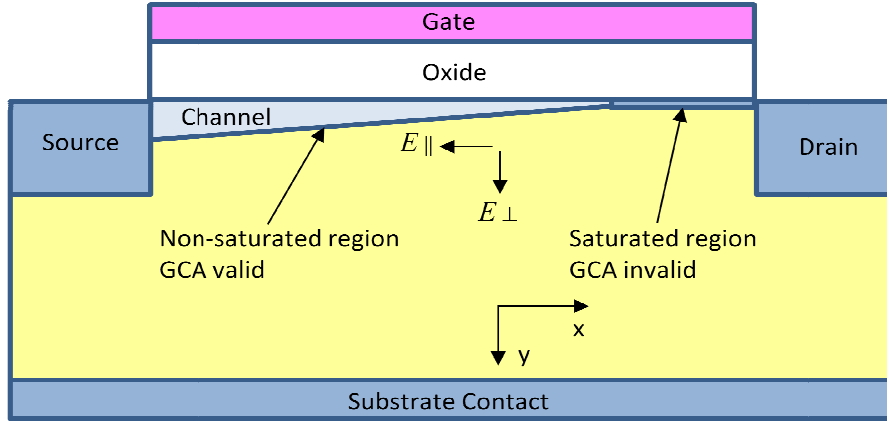 Gate
Oxide
Channel
Source
Drain
E ∥
E ⊥
Non-saturated region
GCA valid
Saturated region
GCA invalid
x
y
Substrate Contact